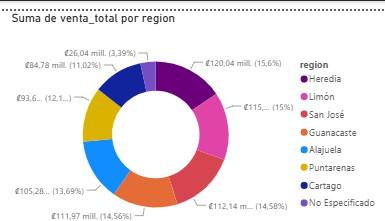 Suma de venta_total por region
₡26,04 mill. (3,39%)
₡84,78 mill. (11,02%)
₡120,04 mill. (15,6%)
₡93,6... (12,1...)
₡115,... (15%)
₡105,28... (13,69%)
₡112,14 m... (14,58%)
₡111,97 mill. (14,56%)
region
Heredia
Limón
San José
Guanacaste
Alajuela
Puntarenas
Cartago
No Especificado